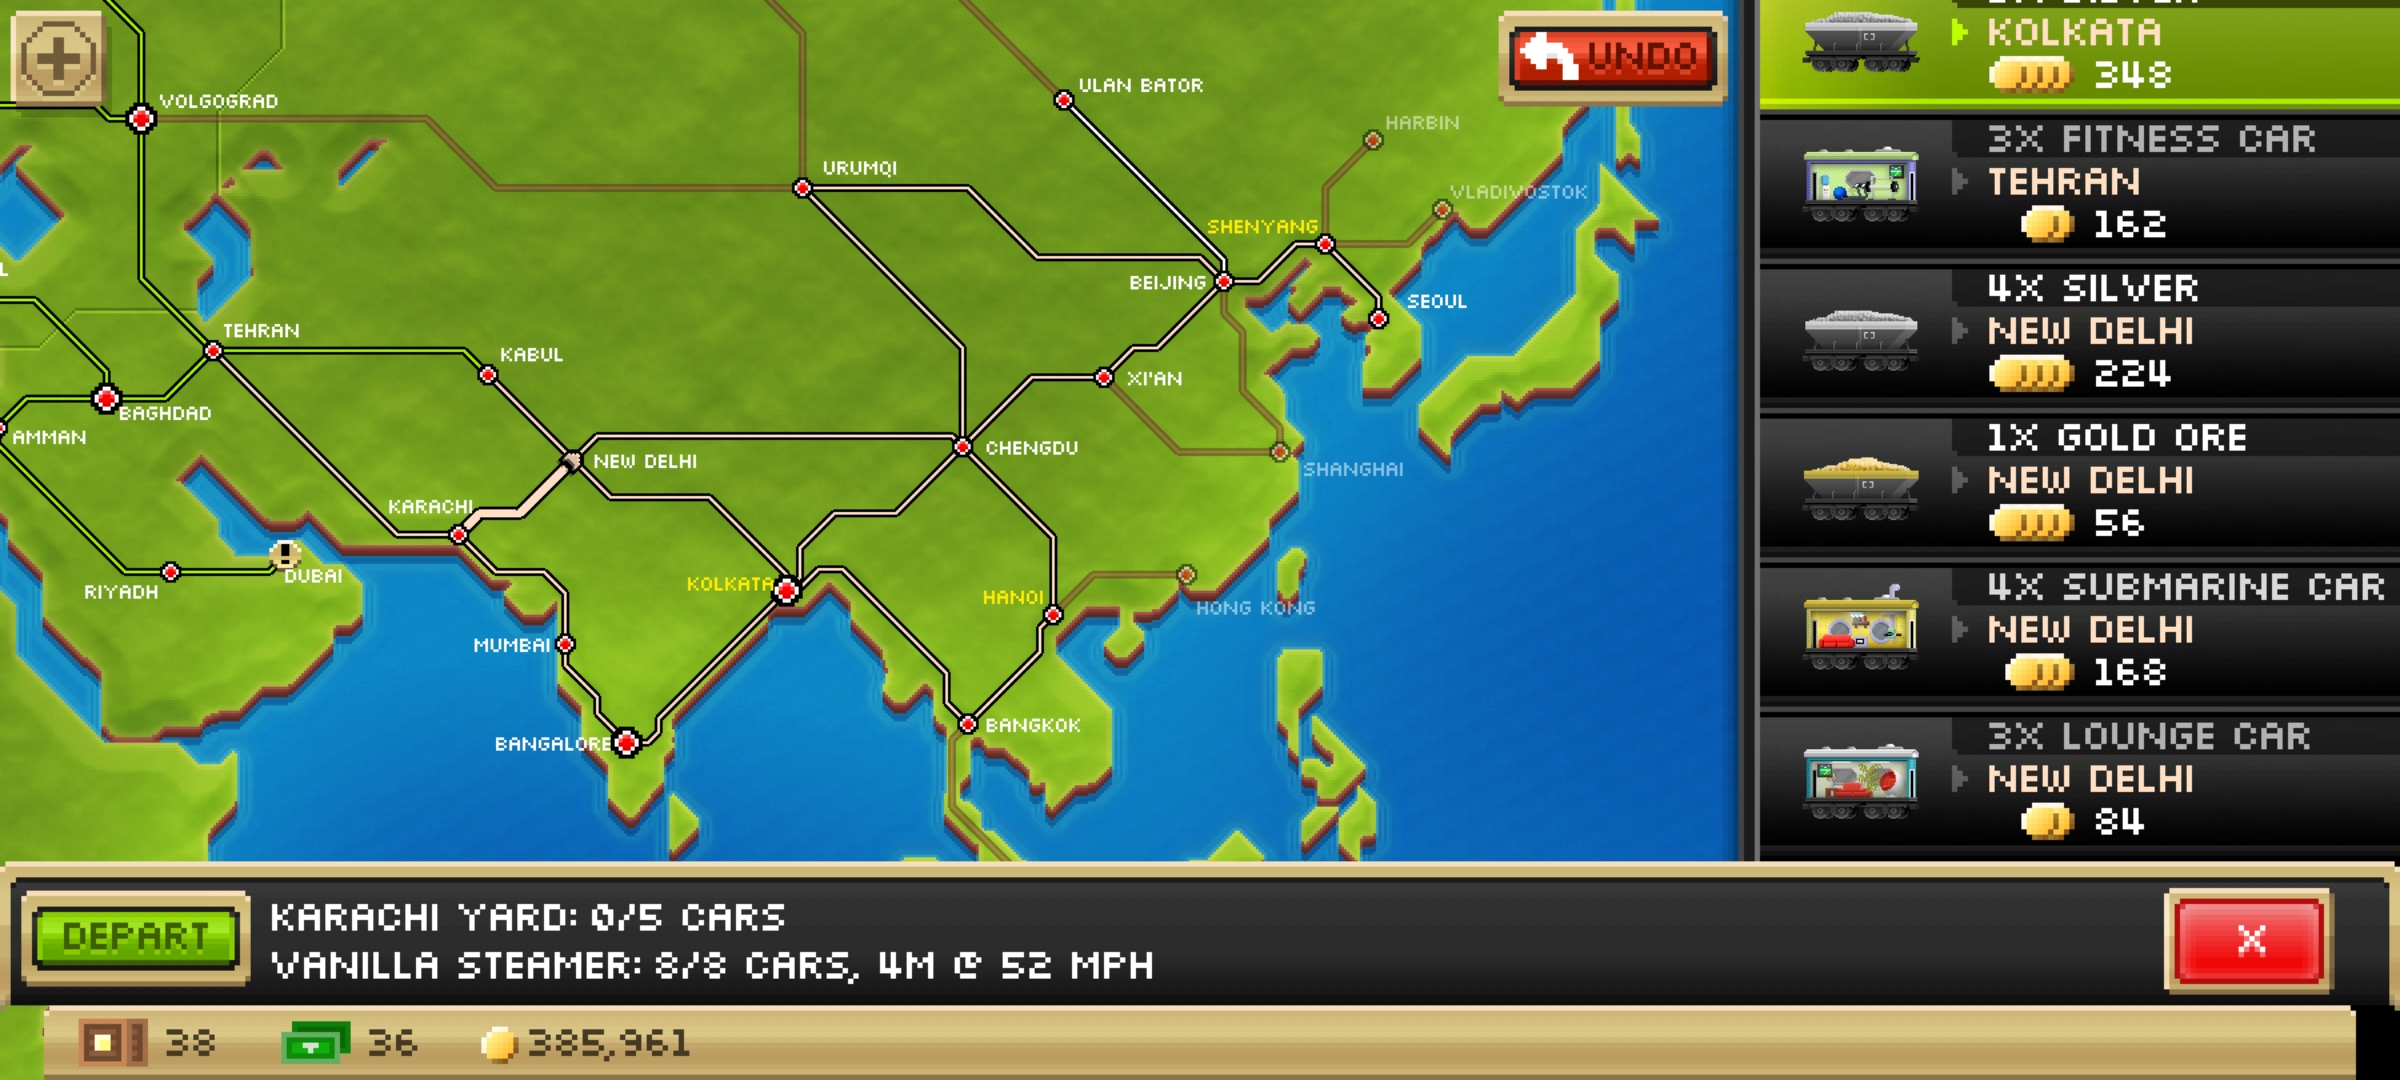 VOLGOGRAD
ULAN BATOR
UNDO
HARBIN
URUMQI
VLADIVOSTOK
SHENYANG
BEIJING
SEOUL
TEHRAN
KABUL
XI'AN
BAGHDAD
AMMAN
CHENGDU
NEW DELHI
SHANGHAI
KARACHI
DUBAI
RIYADH
KOLKATA
HANOI
HONG KONG
MUMBAI
BANGKOK
BANGALORE
KOLKATA
348
3X FITNESS CAR
TEHRAN
162
4X SILVER
NEW DELHI
224
1X GOLD ORE
NEW DELHI
56
4X SUBMARINE CAR
NEW DELHI
168
3X LOUNGE CAR
NEW DELHI
84
DEPART
KARACHI YARD: 0/5 CARS
VANILLA STEAMER: 8/8 CARS, 4M @ 52 MPH
X
38
36
385,961